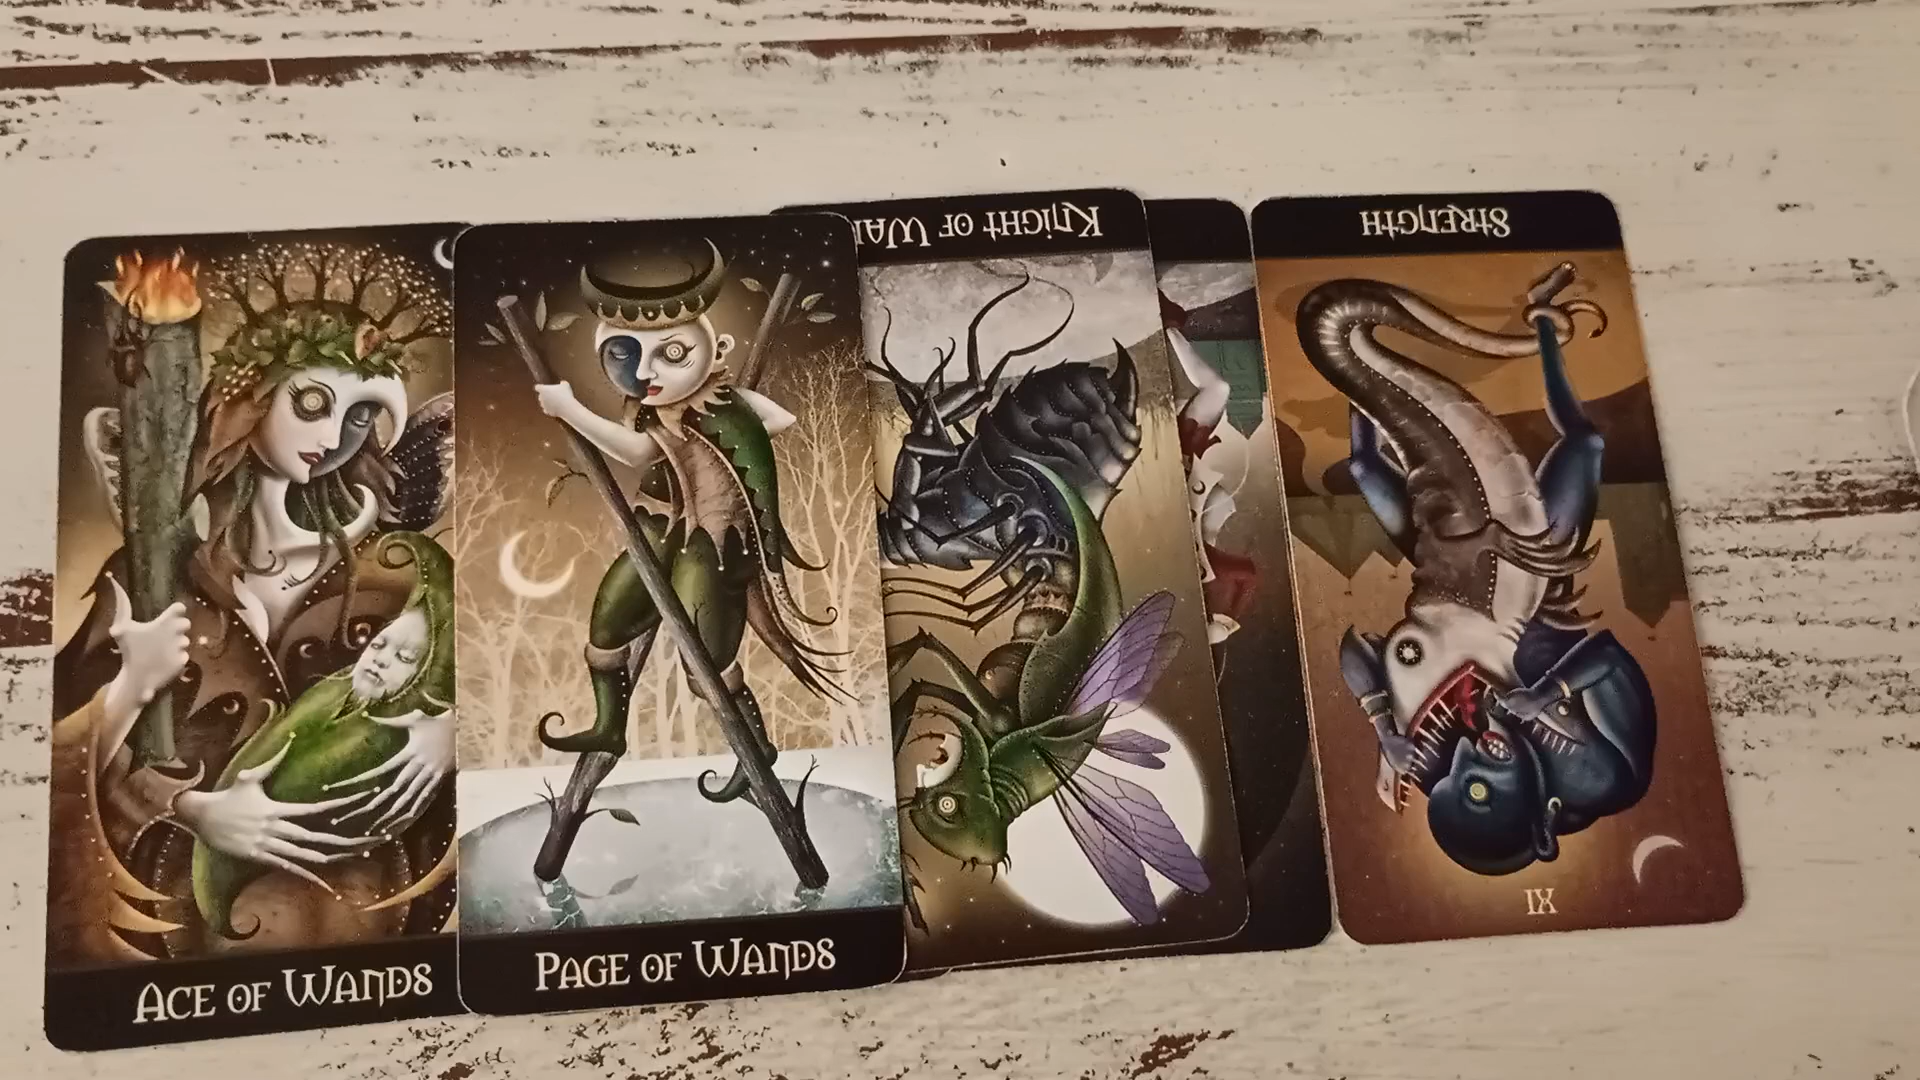 Ace of Wands
Page of Wands
Knight of Wa
Strength
XI